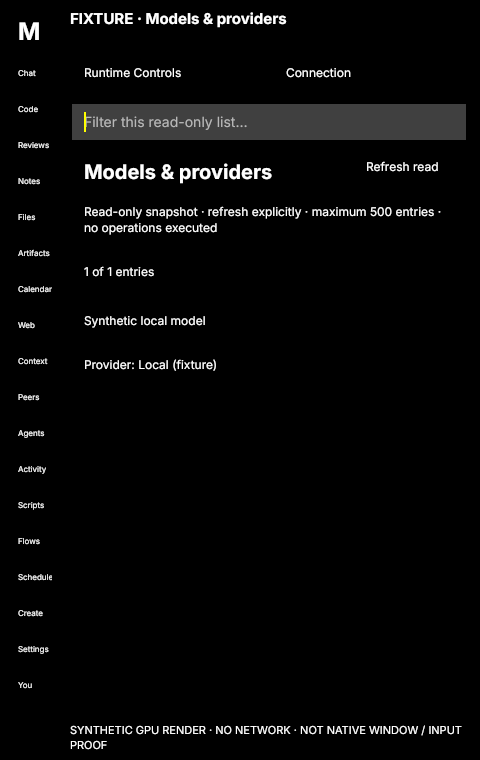 M
FIXTURE · Models & providers
Chat
Code
Reviews
Notes
Files
Artifacts
Calendar
Web
Context
Peers
Agents
Activity
Scripts
Flows
Schedule
Create
Settings
You
Runtime Controls
Connection
Filter this read-only list...
Models & providers
Refresh read
Read-only snapshot · refresh explicitly · maximum 500 entries ·
no operations executed
1 of 1 entries
Synthetic local model
Provider: Local (fixture)
SYNTHETIC GPU RENDER · NO NETWORK · NOT NATIVE WINDOW / INPUT
PROOF